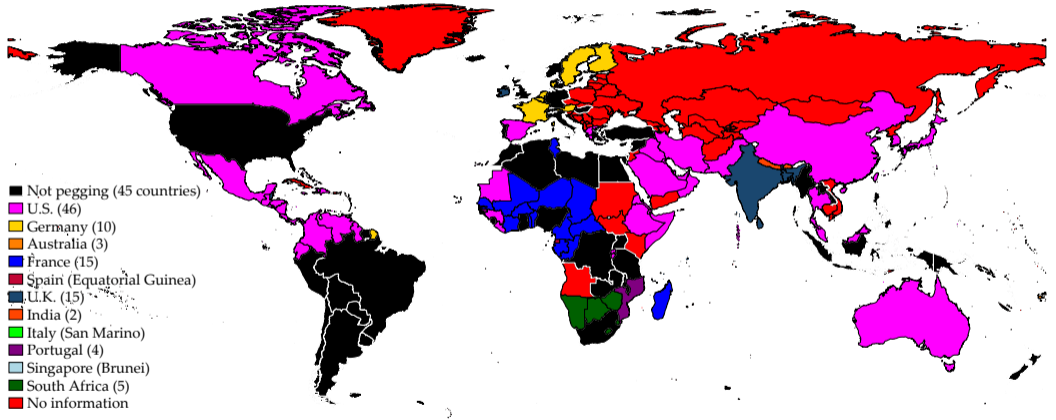 Not pegging (45 countries)
U.S. (46)
Germany (10)
Australia (3)
France (15)
Spain (Equatorial Guinea)
U.K. (15)
India (2)
Italy (San Marino)
Portugal (4)
Singapore (Brunei)
South Africa (5)
No information